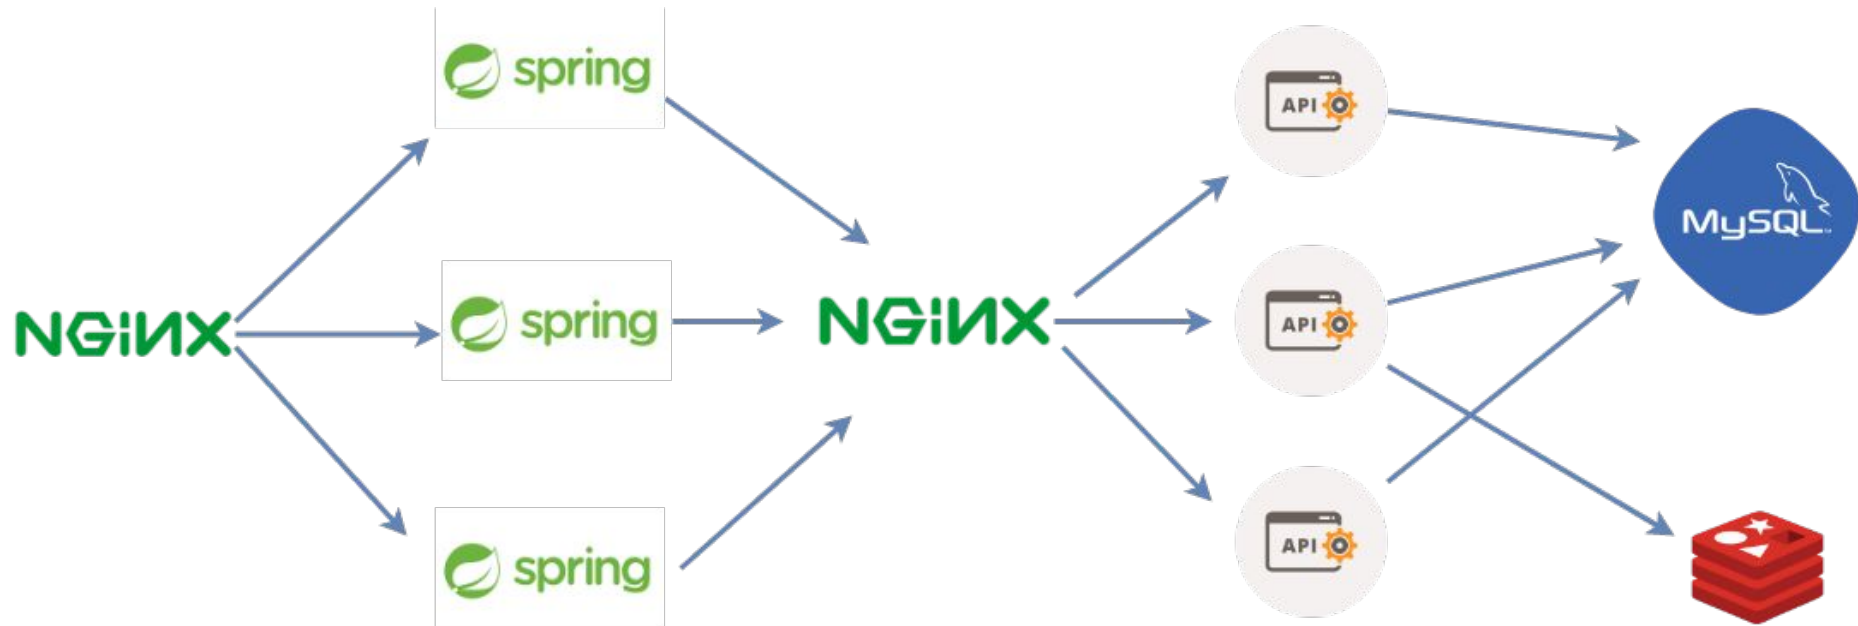 spring
API
NGiNX
spring
NGiNX
API
MySQL
spring
API